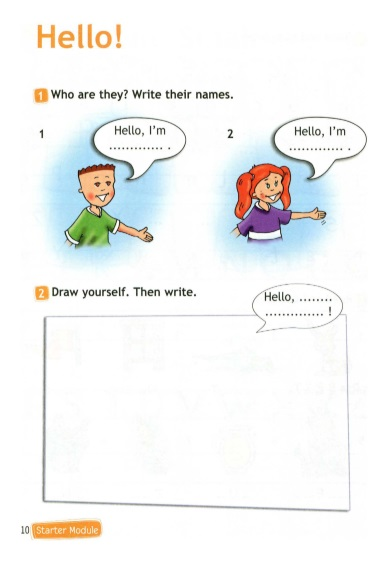 Hello!
1 Who are they? Write their names.
1
Hello, I'm
............. .
2
Hello, I'm
............. .
2 Draw yourself. Then write.
Hello, ........
.............. !
10 Starter Module